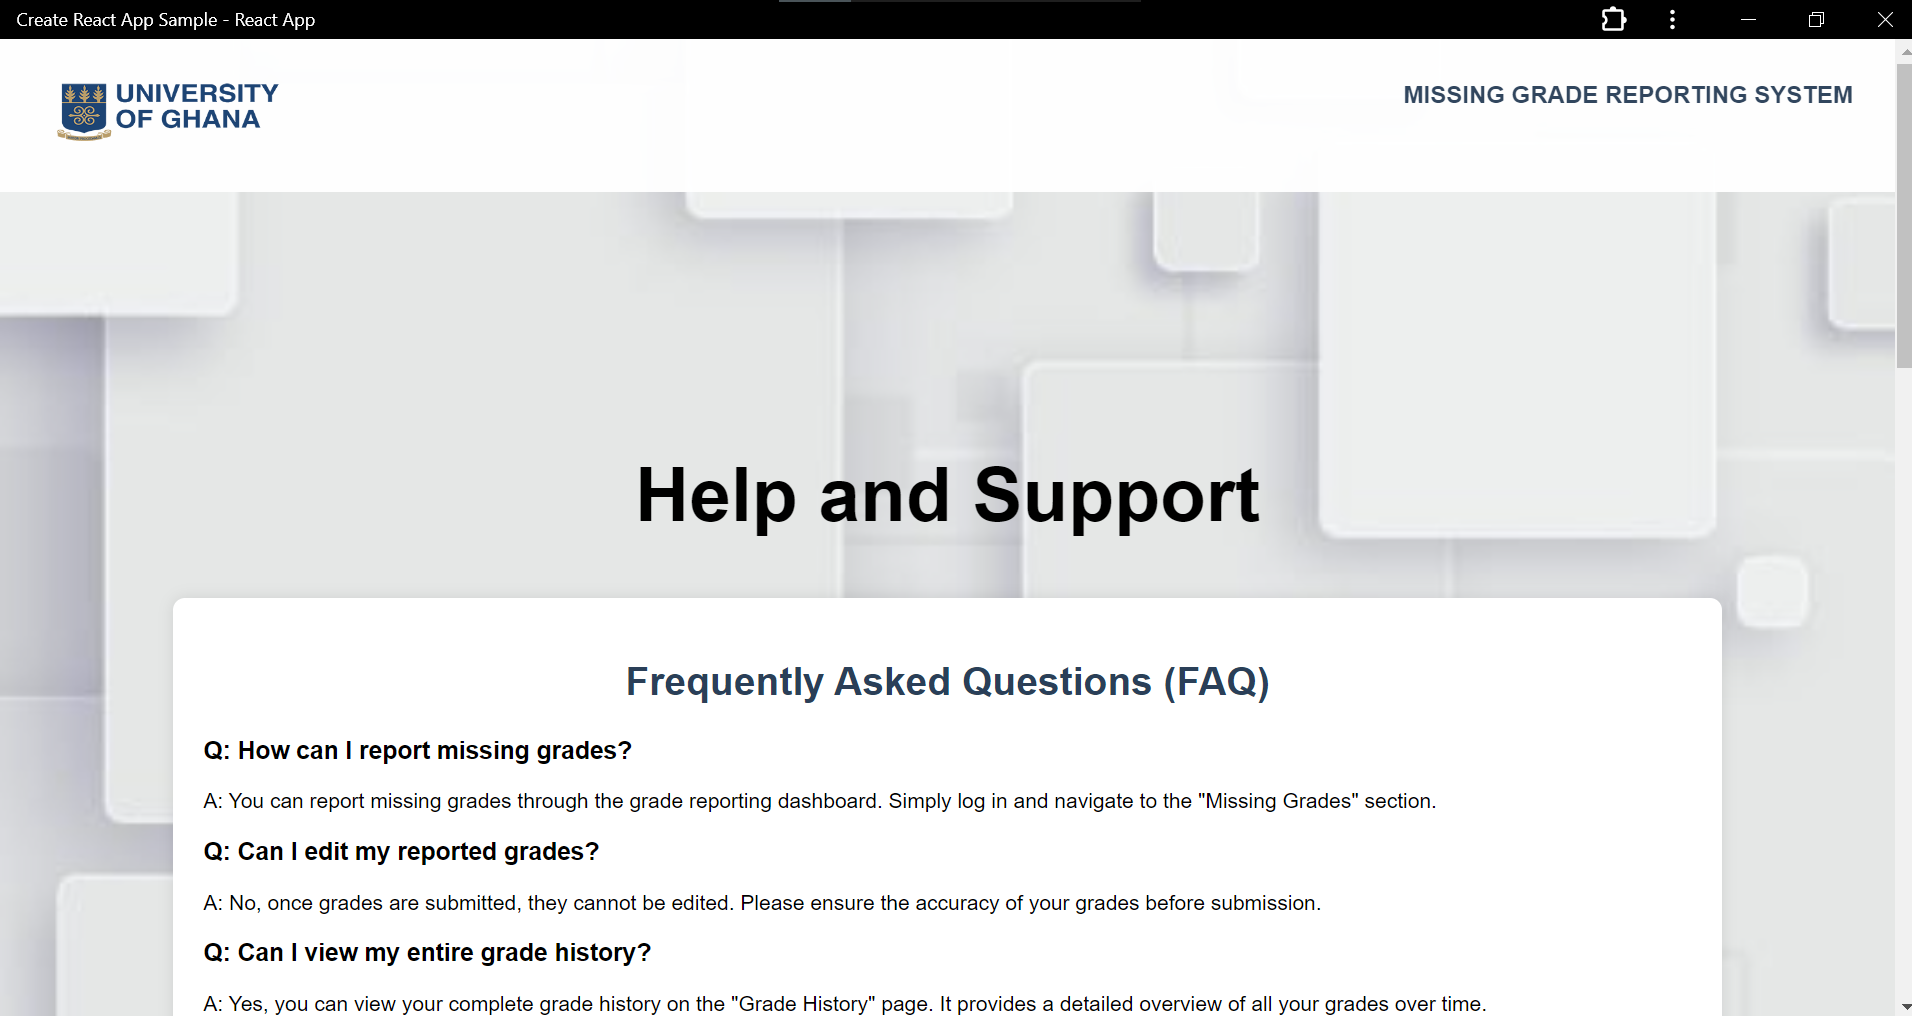 Create React App Sample - React App
UNIVERSITY
OF GHANA
MISSING GRADE REPORTING SYSTEM
Help and Support
Frequently Asked Questions (FAQ)
Q: How can I report missing grades?
A: You can report missing grades through the grade reporting dashboard. Simply log in and navigate to the "Missing Grades" section.
Q: Can I edit my reported grades?
A: No, once grades are submitted, they cannot be edited. Please ensure the accuracy of your grades before submission.
Q: Can I view my entire grade history?
A: Yes, you can view your complete grade history on the "Grade History" page. It provides a detailed overview of all your grades over time.